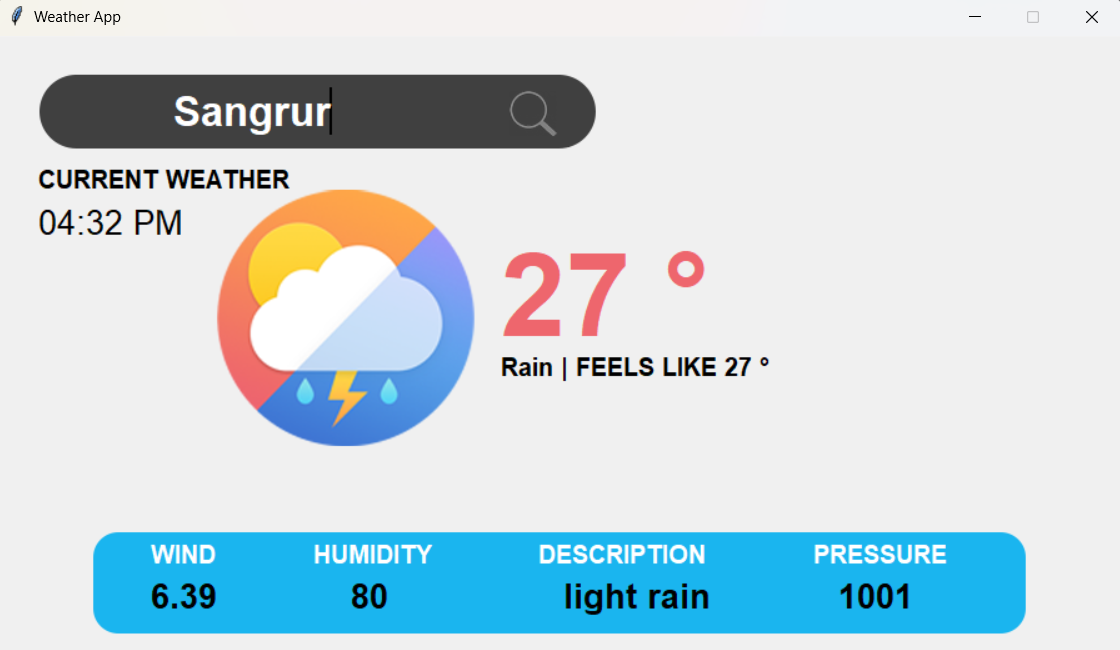 Weather App
Sangrur
CURRENT WEATHER
04:32 PM
27 °
Rain | FEELS LIKE 27 °
WIND HUMIDITY DESCRIPTION PRESSURE
6.39 80 light rain 1001